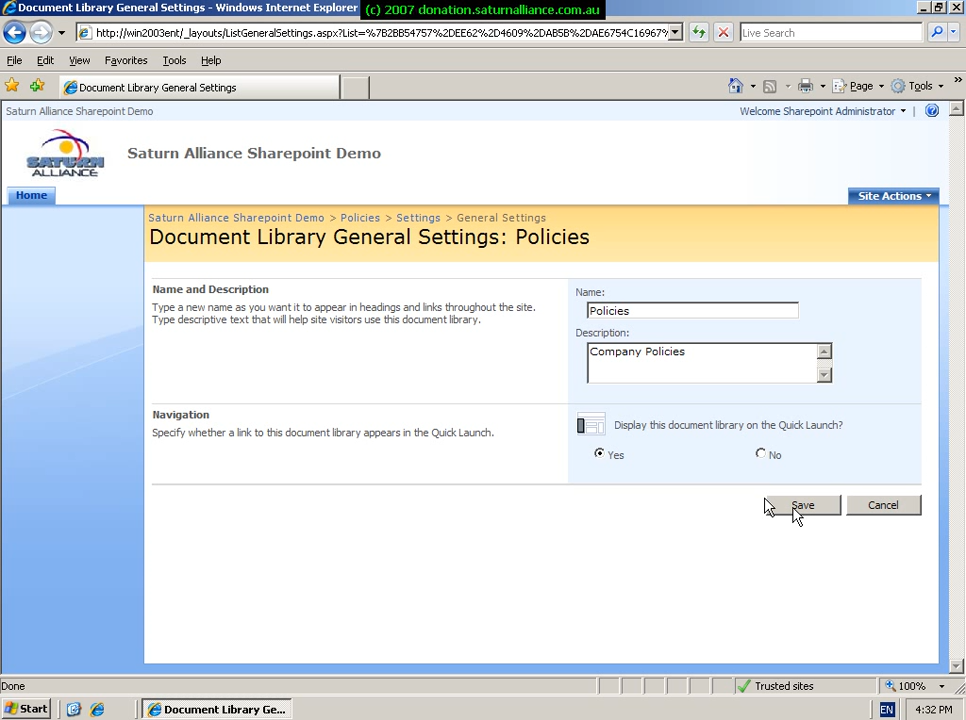 Document Library General Settings - Windows Internet Explorer
(c) 2007 donation.saturnalliance.com.au
http://win2003ent/_layouts/ListGeneralSettings.aspx?List=%7B2BB54757%2DEE62%2D4609%2DAB5B%2DAE6754C16967%
Live Search
File Edit View Favorites Tools Help
Document Library General Settings
Page Tools
Saturn Alliance Sharepoint Demo
Welcome Sharepoint Administrator
SATURN
ALLIANCE
Saturn Alliance Sharepoint Demo
Home
Site Actions
Saturn Alliance Sharepoint Demo > Policies > Settings > General Settings
Document Library General Settings: Policies
Name and Description
Type a new name as you want it to appear in headings and links throughout the site.
Type descriptive text that will help site visitors use this document library.
Name:
Policies
Description:
Company Policies
Navigation
Specify whether a link to this document library appears in the Quick Launch.
Display this document library on the Quick Launch?
Yes No
Save Cancel
Done
Trusted sites
100%
Start
Document Library Ge...
EN
4:32 PM